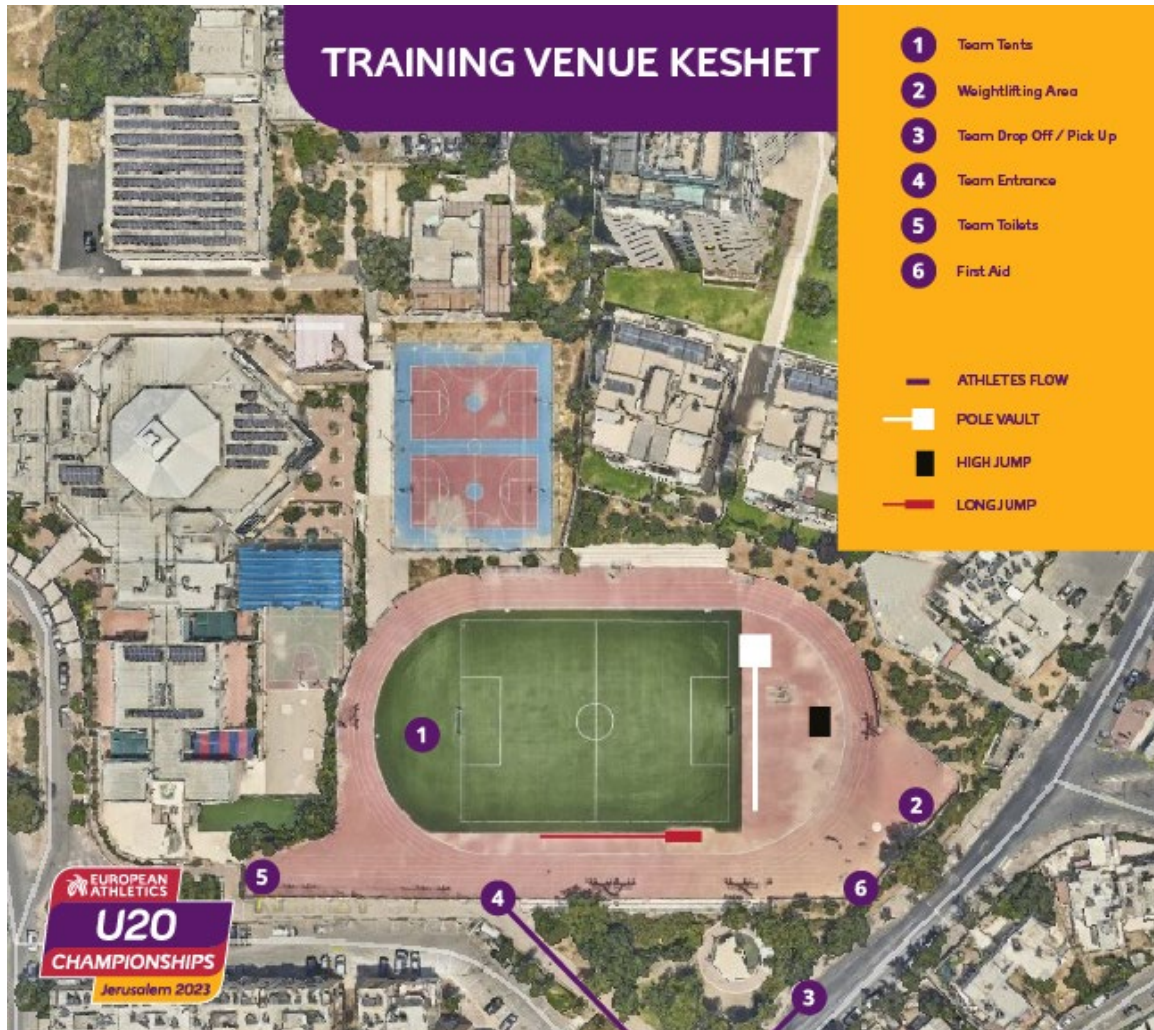 TRAINING VENUE KESHET
1 Team Tents
2 Weightlifting Area
3 Team Drop Off / Pick Up
4 Team Entrance
5 Team Toilets
6 First Aid
ATHLETES FLOW
POLE VAULT
HIGH JUMP
LONG JUMP
1
2
5
4
6
3
EUROPEAN
ATHLETICS
U20
CHAMPIONSHIPS
Jerusalem 2023